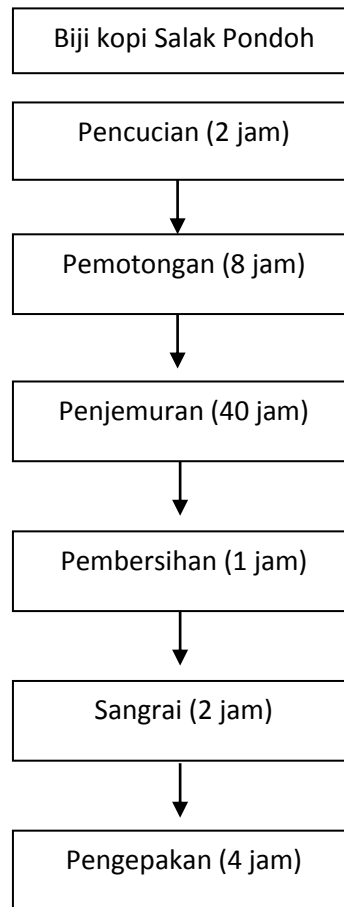 Biji kopi Salak Pondoh
Pencucian (2 jam)
Pemotongan (8 jam)
Penjemuran (40 jam)
Pembersihan (1 jam)
Sangrai (2 jam)
Pengepakan (4 jam)